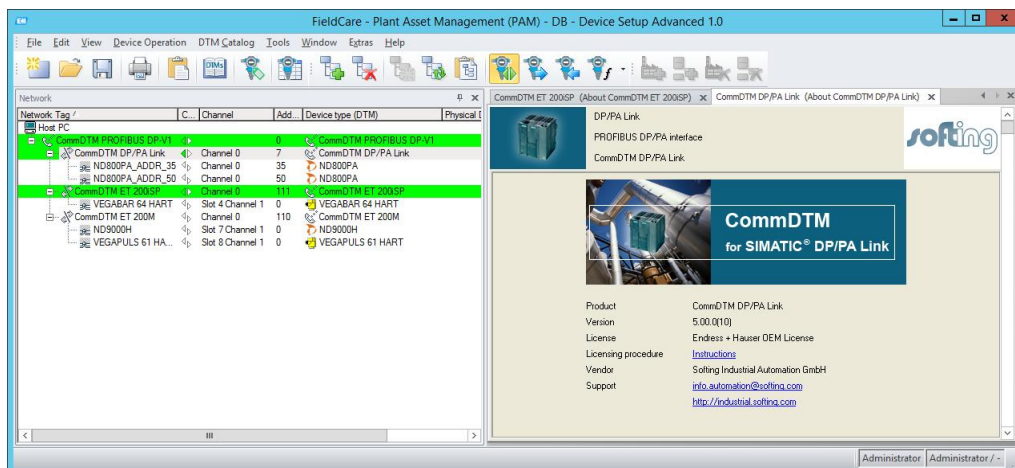 FieldCare - Plant Asset Management (PAM) - DB - Device Setup Advanced 1.0
File Edit View Device Operation DTM Catalog Tools Window Extras Help
DTMs
Network
CommDTM ET 200iSP (About CommDTM ET 200iSP) CommDTM DP/PA Link (About CommDTM DP/PA Link)
Network Tag / C... Channel Add... Device type (DTM) Physical D
Host PC
CommDTM PROFIBUS DP-V1 0 CommDTM PROFIBUS DP-V1
CommDTM DP/PA Link Channel 0 7 CommDTM DP/PA Link
ND800PA_ADDR_35 Channel 0 35 ND800PA
ND800PA_ADDR_50 Channel 0 50 ND800PA
CommDTM ET 200iSP Channel 0 111 CommDTM ET 200iSP
VEGABAR 64 HART Slot 4 Channel 1 0 VEGABAR 64 HART
CommDTM ET 200M Channel 0 110 CommDTM ET 200M
ND9000H Slot 7 Channel 1 0 ND9000H
VEGAPULS 61 HA... Slot 8 Channel 1 0 VEGAPULS 61 HART
DP/PA Link
PROFIBUS DP/PA interface
CommDTM DP/PA Link
softing
CommDTM
for SIMATIC® DP/PA Link
Product CommDTM DP/PA Link
Version 5.00.0(10)
License Endress + Hauser OEM License
Licensing procedure Instructions
Vendor Softing Industrial Automation GmbH
Support info.automation@softing.com
http://industrial.softing.com
Administrator Administrator / -